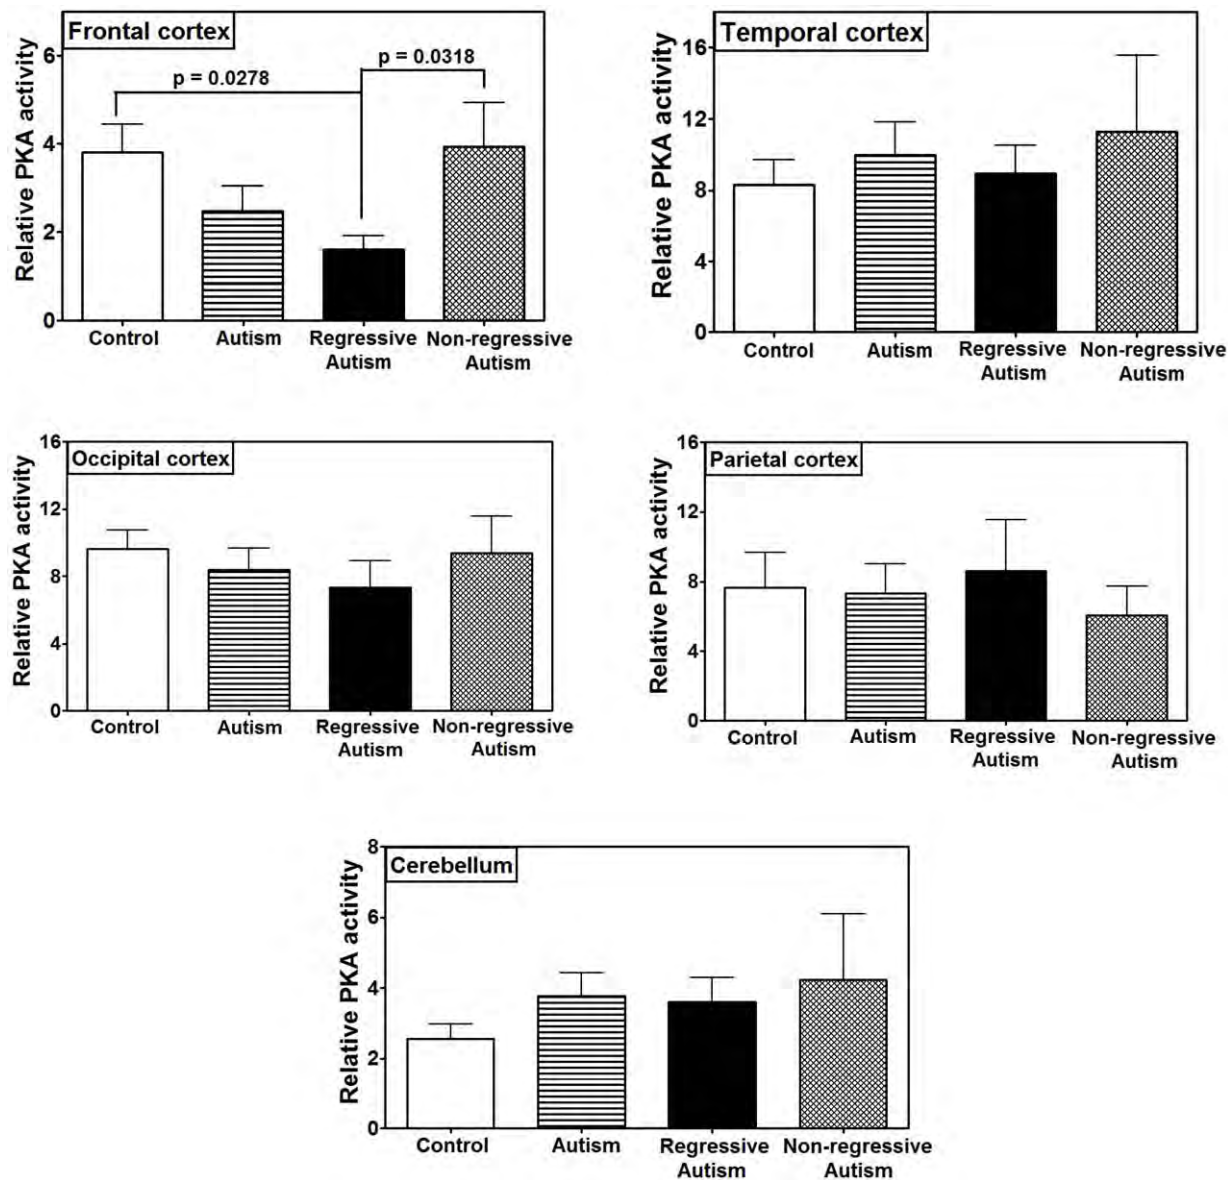 Frontal cortex
Relative PKA activity
6
4
2
0
p = 0.0278
p = 0.0318
Control
Autism
Regressive
Autism
Non-regressive
Autism
Temporal cortex
Relative PKA activity
16
12
8
4
0
Control
Autism
Regressive
Autism
Non-regressive
Autism
Occipital cortex
Relative PKA activity
16
12
8
4
0
Control
Autism
Regressive
Autism
Non-regressive
Autism
Parietal cortex
Relative PKA activity
16
12
8
4
0
Control
Autism
Regressive
Autism
Non-regressive
Autism
Cerebellum
Relative PKA activity
8
6
4
2
0
Control
Autism
Regressive
Autism
Non-regressive
Autism